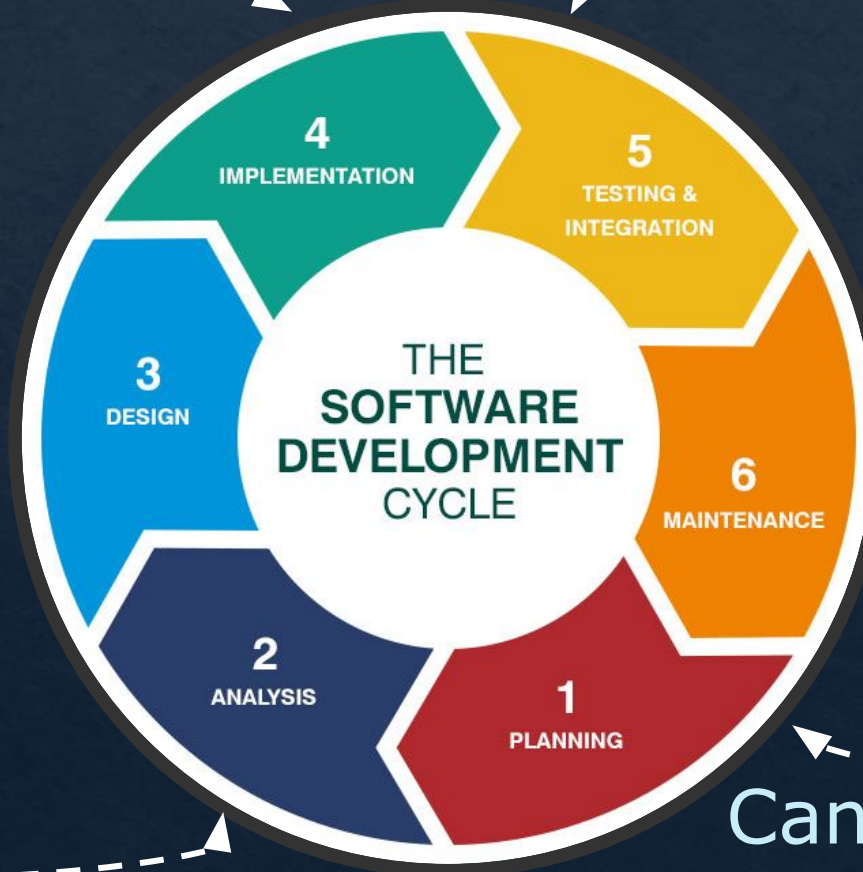 4
IMPLEMENTATION
5
TESTING &
INTEGRATION
3
DESIGN
THE
SOFTWARE
DEVELOPMENT
CYCLE
6
MAINTENANCE
2
ANALYSIS
1
PLANNING
Can